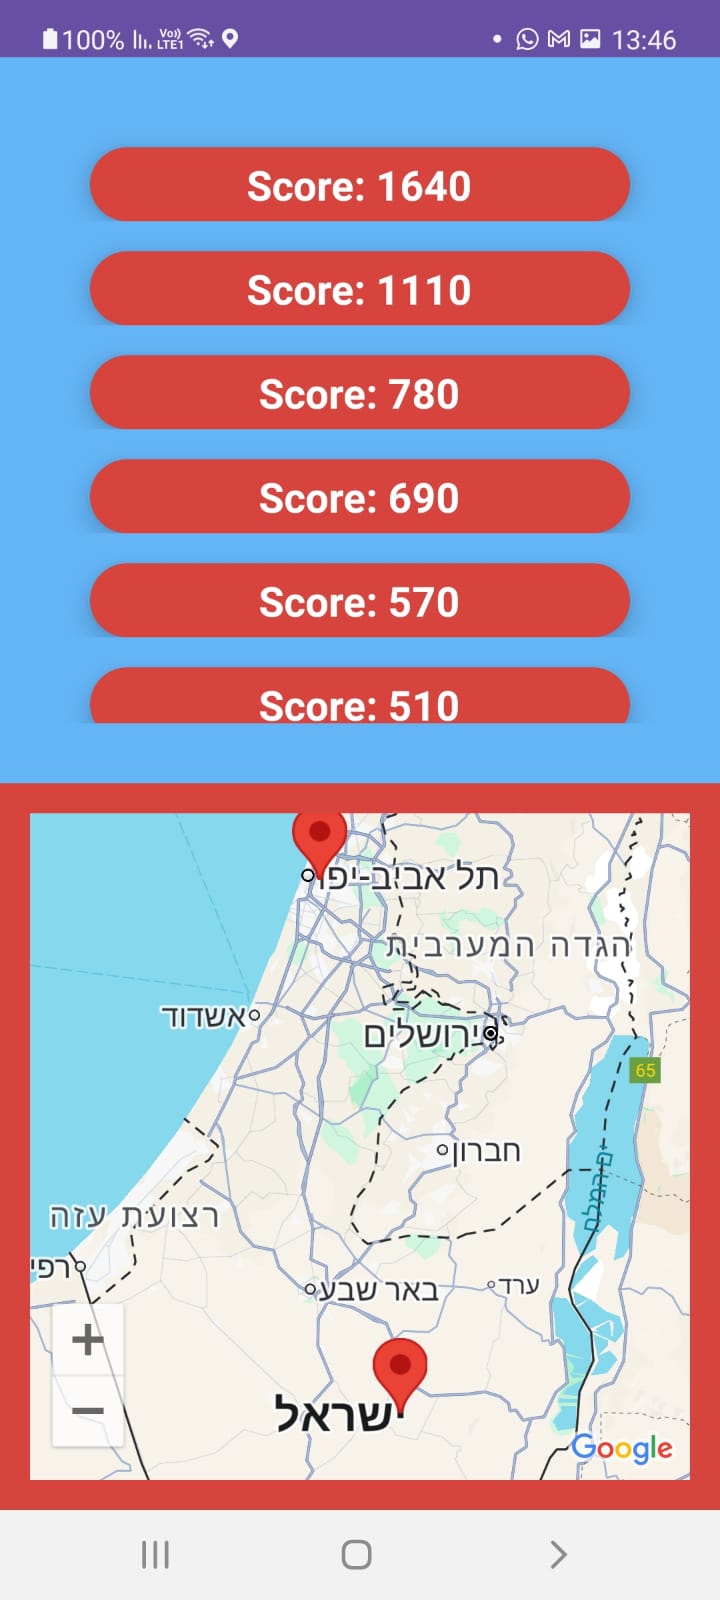 100% Vo)) LTE1 13:46
Score: 1640
Score: 1110
Score: 780
Score: 690
Score: 570
Score: 510
תל אביב-יפו
הגדה המערבית
אשדוד
ירושלים
65
חברון
ים המלח
רצועת עזה
רפי
באר שבע
ערד
+
ישראל
−
Google